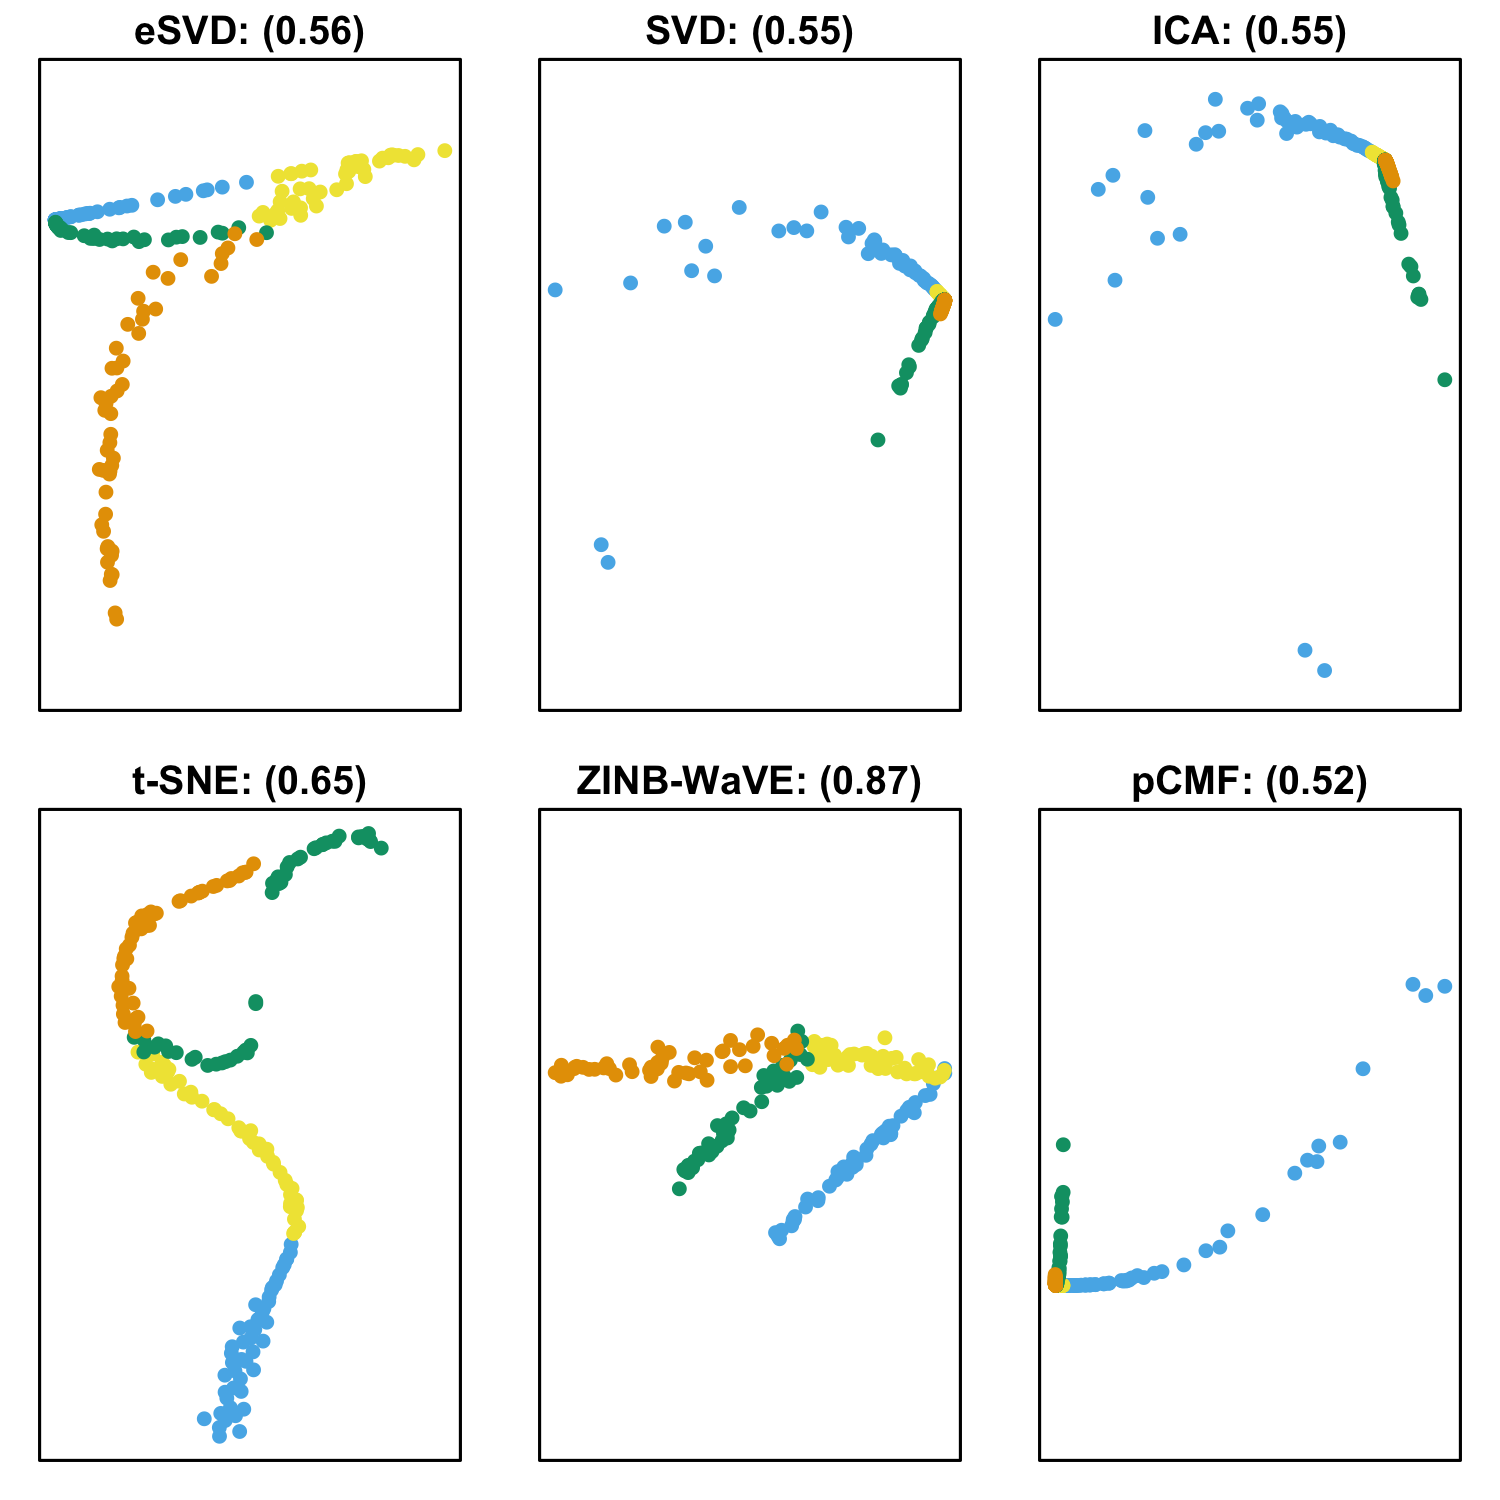 eSVD: (0.56)
SVD: (0.55)
ICA: (0.55)
t-SNE: (0.65)
ZINB-WaVE: (0.87)
pCMF: (0.52)